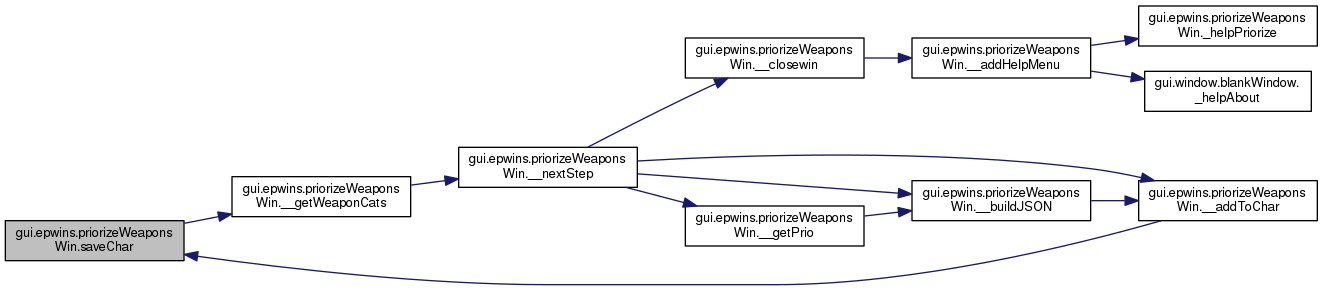 gui.epwins.priorizeWeapons
Win.saveChar
gui.epwins.priorizeWeapons
Win.__getWeaponCats
gui.epwins.priorizeWeapons
Win.__nextStep
gui.epwins.priorizeWeapons
Win.__closewin
gui.epwins.priorizeWeapons
Win.__addHelpMenu
gui.epwins.priorizeWeapons
Win._helpPriorize
gui.window.blankWindow.
_helpAbout
gui.epwins.priorizeWeapons
Win.__getPrio
gui.epwins.priorizeWeapons
Win.__buildJSON
gui.epwins.priorizeWeapons
Win.__addToChar